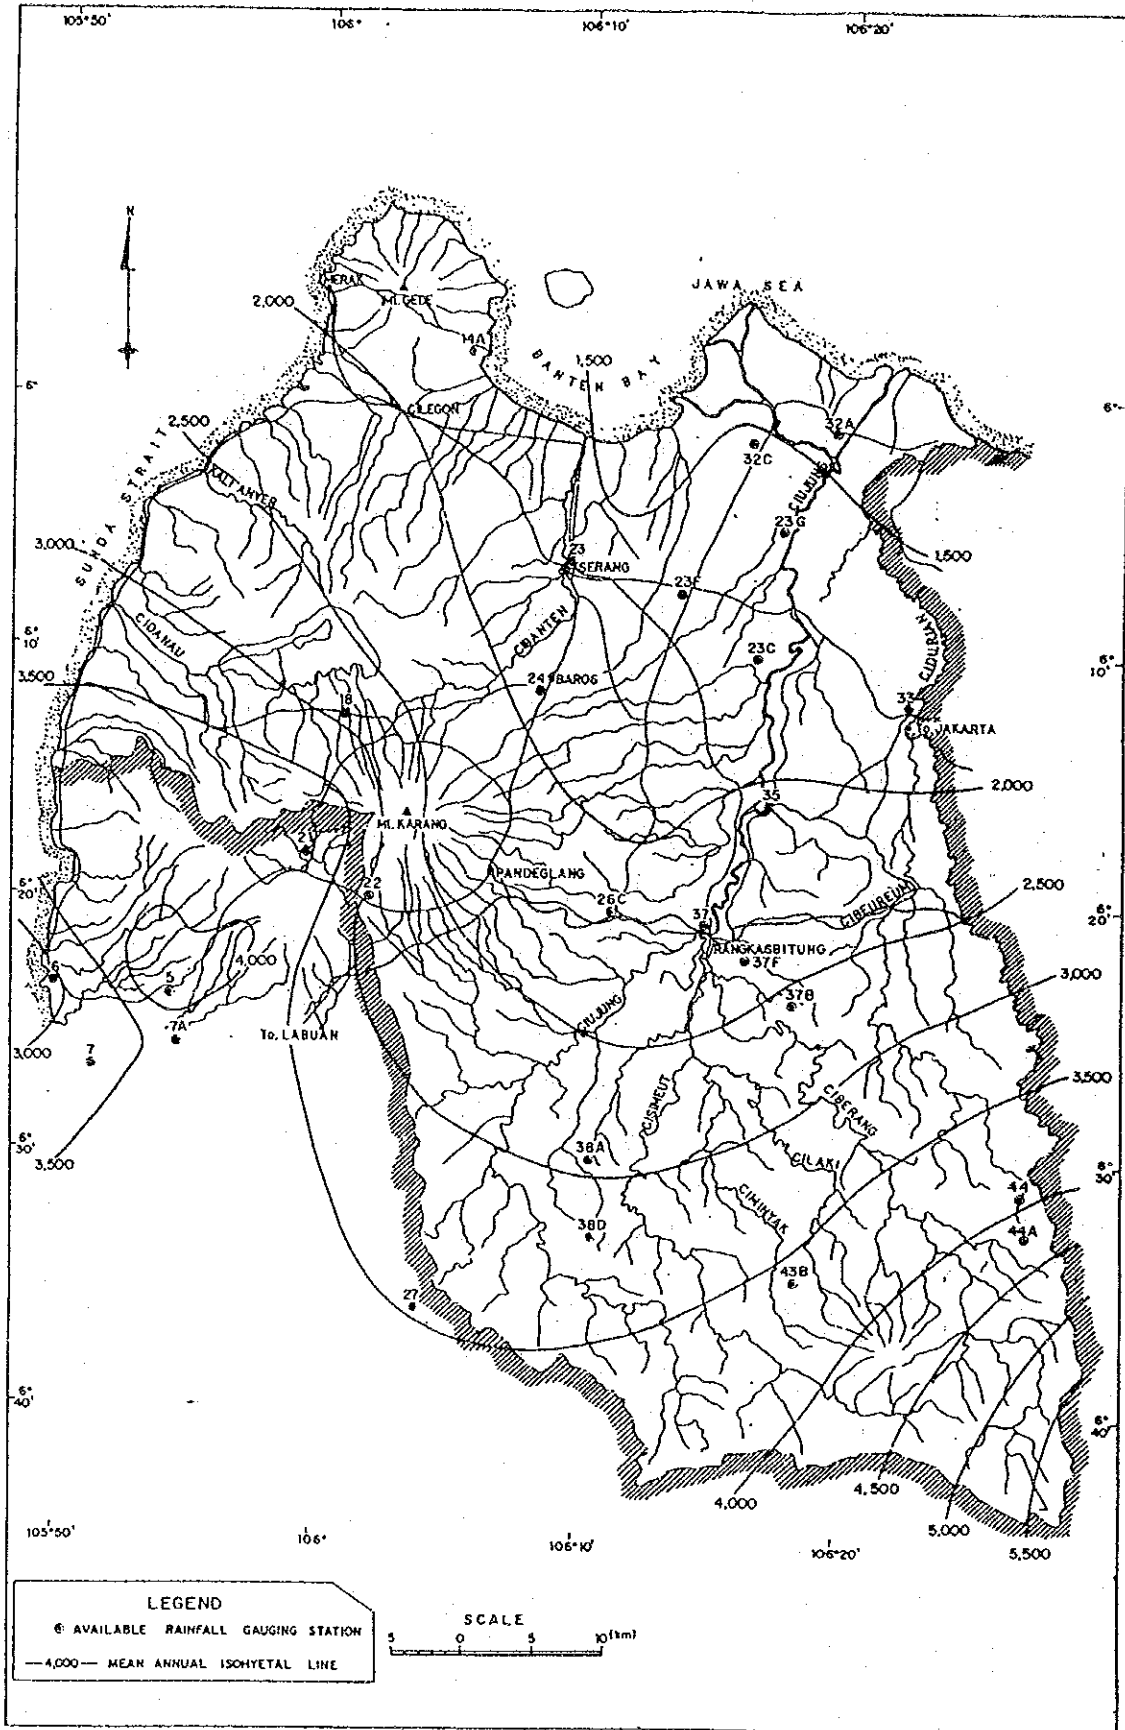 105°50'
106°
106°10'
106°20'
N
JAWA SEA
MERAK
MT. GEDE
2,000
14A
1,500
BANTEN BAY
6°
6°
CILEGON
32A
2,500
32C
SUNDA STRAIT
KALI ANYER
CIUJUNG
23G
3,000
23
SERANG
1,500
23F
CIDANAU
CIBANTEN
CIDURIAN
6°
10'
23C
6°
10'
3,500
24
BAROS
18
33
To. JAKARTA
35
2,000
MT. KARANG
21
PANDEGLANG
6°
20'
22
26C
CIBEUREUM
2,500
37
6°
20'
RANGKASBITUNG
37F
4,000
6
5
3,000
37B
CIUJUNG
To. LABUAN
7A
3,000
7
CISIMEUT
CIBERANG
3,500
6°
30'
38A
3,500
CILAKI
6°
30'
44
CIMINYAK
38D
44A
43B
27
6°
40'
6°
40'
4,000
4,500
5,000
5,500
105°50'
106°
106°10'
106°20'
LEGEND
AVAILABLE RAINFALL GAUGING STATION
—4,000— MEAN ANNUAL ISOHYETAL LINE
SCALE
5 0 5 10(km)